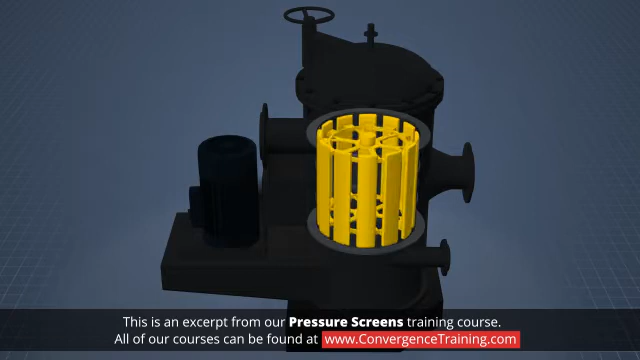 This is an excerpt from our Pressure Screens training course.
All of our courses can be found at www.ConvergenceTraining.com